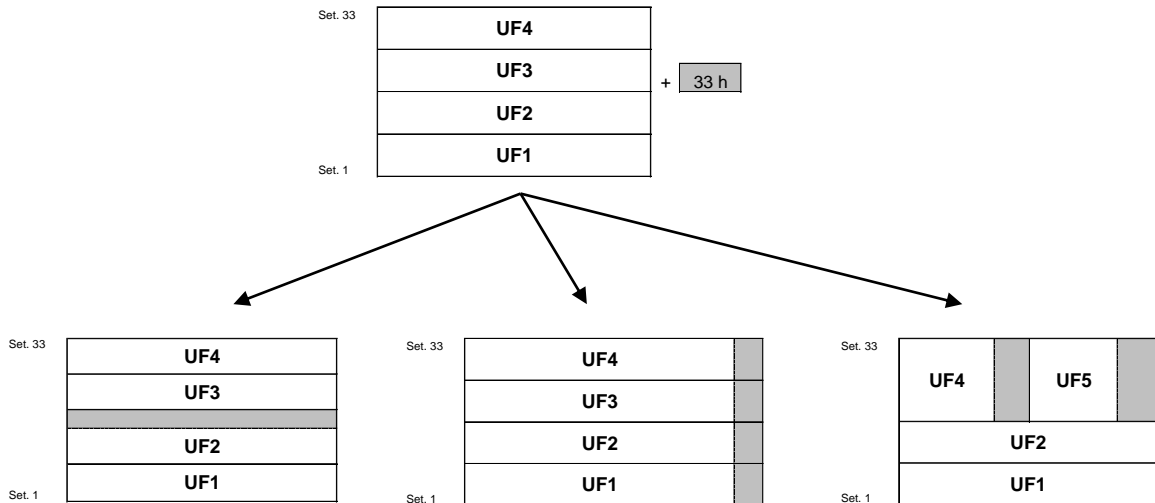 Set. 33
UF4
UF3
+ 33 h
UF2
UF1
Set. 1
Set. 33
UF4
UF3
UF2
UF1
Set. 1
Set. 33
UF4
UF3
UF2
UF1
Set. 1
Set. 33
UF4
UF5
UF2
UF1
Set. 1